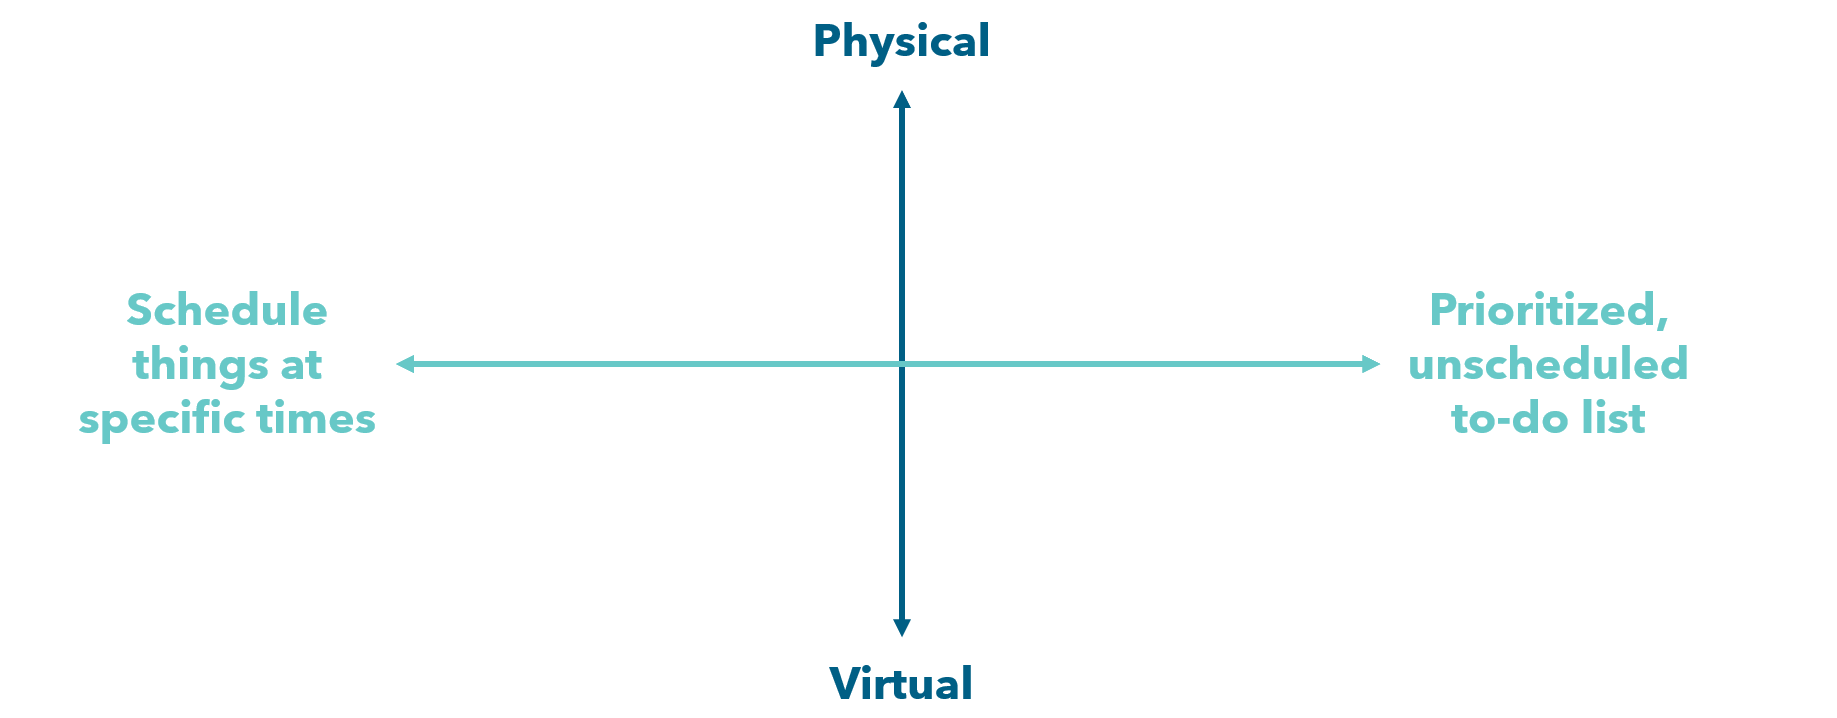 Physical
Schedule
things at
specific times
Prioritized,
unscheduled
to-do list
Virtual